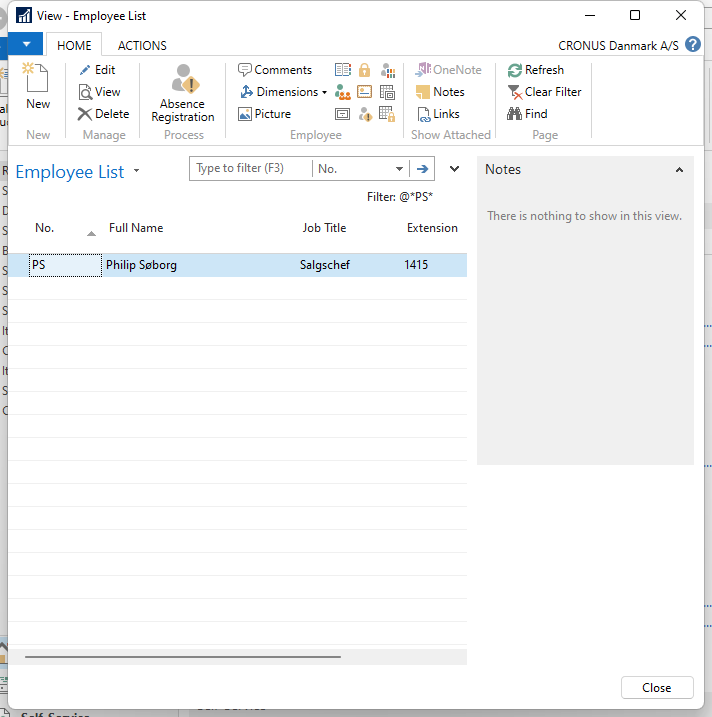 View - Employee List
HOME ACTIONS CRONUS Danmark A/S ?
New
Edit
View
Delete
Absence
Registration
Comments
Dimensions
Picture
OneNote
Notes
Links
Refresh
Clear Filter
Find
New Manage Process Employee Show Attached Page
Employee List
Type to filter (F3) No.
Filter: @*PS*
No. Full Name Job Title Extension
PS Philip Søborg Salgschef 1415
Notes
There is nothing to show in this view.
Close